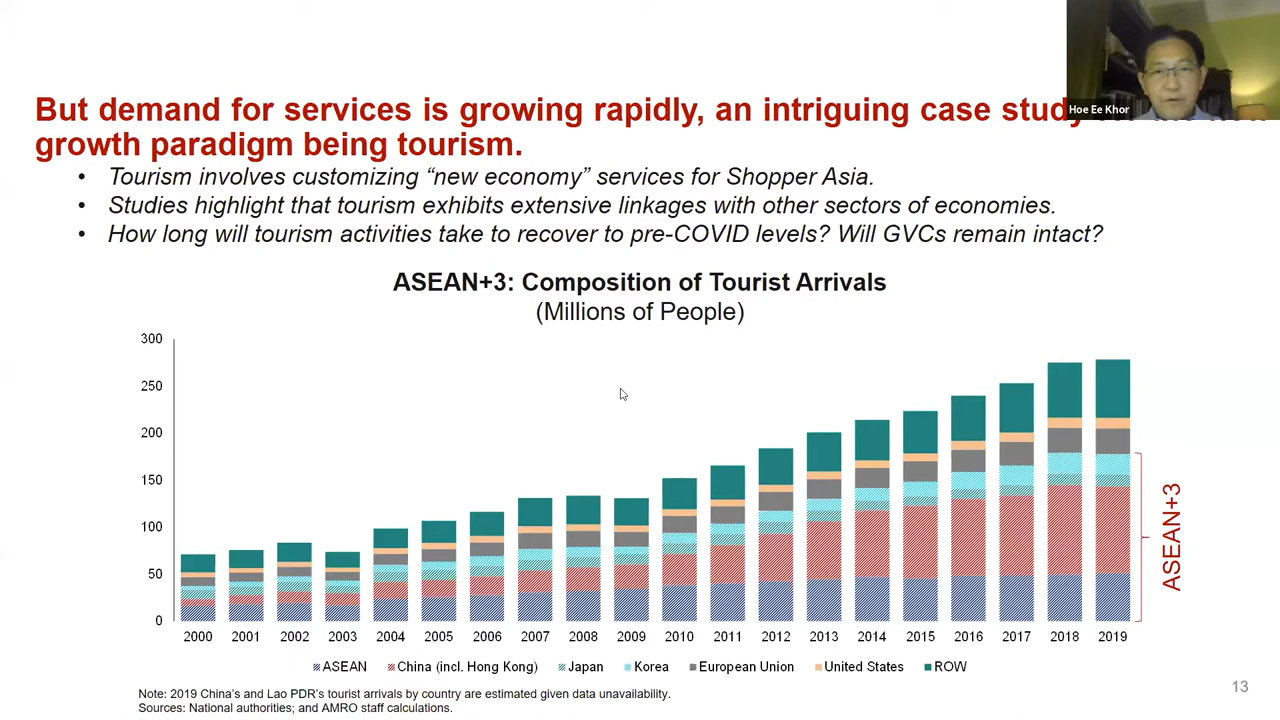 Hoe Ee Khor
But demand for services is growing rapidly, an intriguing case study
growth paradigm being tourism.
• Tourism involves customizing “new economy” services for Shopper Asia.
• Studies highlight that tourism exhibits extensive linkages with other sectors of economies.
• How long will tourism activities take to recover to pre-COVID levels? Will GVCs remain intact?
ASEAN+3: Composition of Tourist Arrivals
(Millions of People)
300
250
200
150
100
50
0
2000 2001 2002 2003 2004 2005 2006 2007 2008 2009 2010 2011 2012 2013 2014 2015 2016 2017 2018 2019
ASEAN+3
ASEAN China (incl. Hong Kong) Japan Korea European Union United States ROW
Note: 2019 China’s and Lao PDR’s tourist arrivals by country are estimated given data unavailability.
Sources: National authorities; and AMRO staff calculations.
13